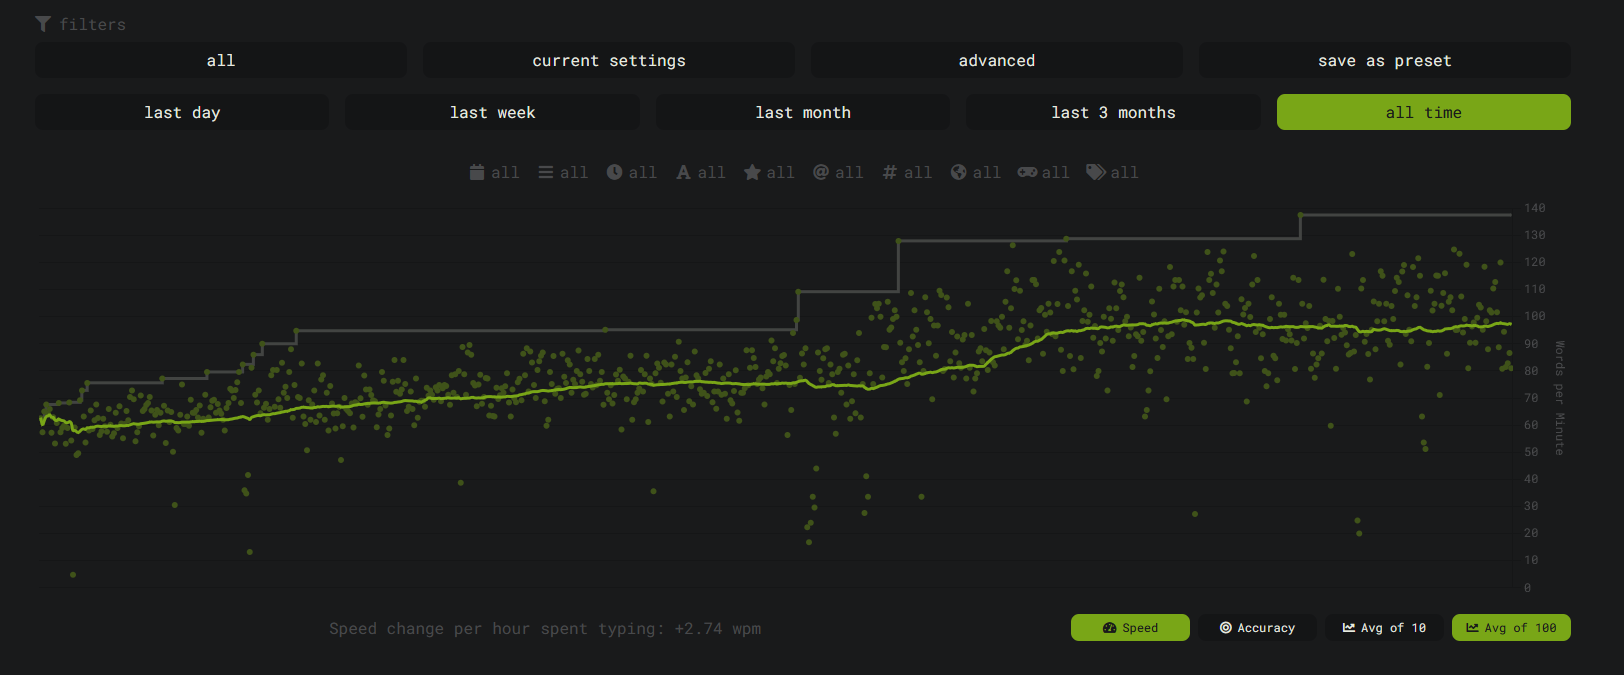 filters
all current settings advanced save as preset
last day last week last month last 3 months all time
all all all all all @ all # all all all all
140
130
120
110
100
90
80
70
60
50
40
30
20
10
0
Words per Minute
Speed change per hour spent typing: +2.74 wpm
Speed Accuracy Avg of 10 Avg of 100